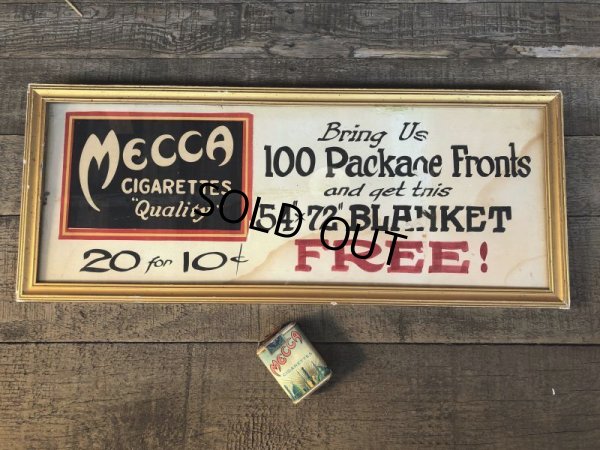 MECCA
CIGARETTES
"Quality"
20 for 10¢
Bring Us
100 Package Fronts
and get this
54"x72" BLANKET
FREE!
SOLD OUT
MECCA
CIGARETTES